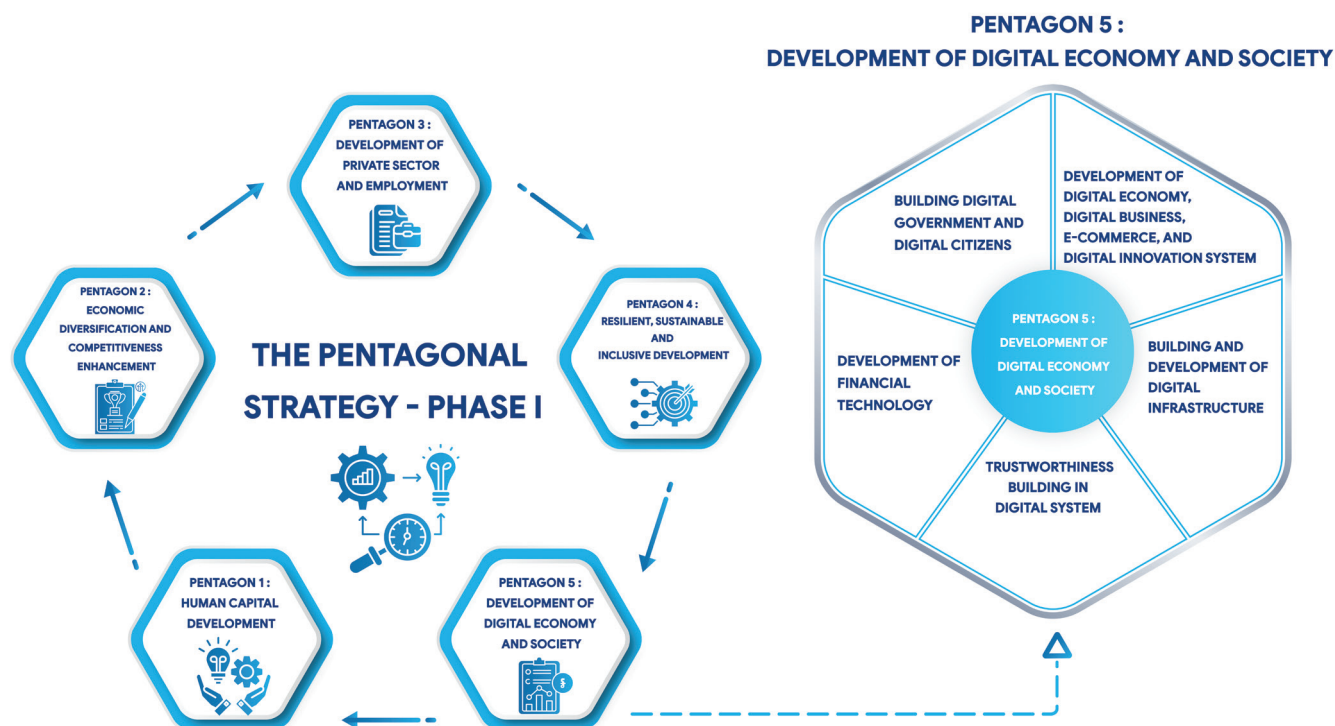 PENTAGON 5 :
DEVELOPMENT OF DIGITAL ECONOMY AND SOCIETY
PENTAGON 3 :
DEVELOPMENT OF
PRIVATE SECTOR
AND EMPLOYMENT
PENTAGON 2 :
ECONOMIC
DIVERSIFICATION AND
COMPETITIVENESS
ENHANCEMENT
PENTAGON 4 :
RESILIENT, SUSTAINABLE
AND
INCLUSIVE DEVELOPMENT
THE PENTAGONAL
STRATEGY - PHASE I
PENTAGON 1 :
HUMAN CAPITAL
DEVELOPMENT
PENTAGON 5 :
DEVELOPMENT OF
DIGITAL ECONOMY
AND SOCIETY
$
BUILDING DIGITAL
GOVERNMENT AND
DIGITAL CITIZENS
DEVELOPMENT OF
DIGITAL ECONOMY,
DIGITAL BUSINESS,
E-COMMERCE, AND
DIGITAL INNOVATION SYSTEM
PENTAGON 5 :
DEVELOPMENT OF
DIGITAL ECONOMY
AND SOCIETY
DEVELOPMENT OF
FINANCIAL
TECHNOLOGY
BUILDING AND
DEVELOPMENT OF
DIGITAL
INFRASTRUCTURE
TRUSTWORTHINESS
BUILDING IN
DIGITAL SYSTEM